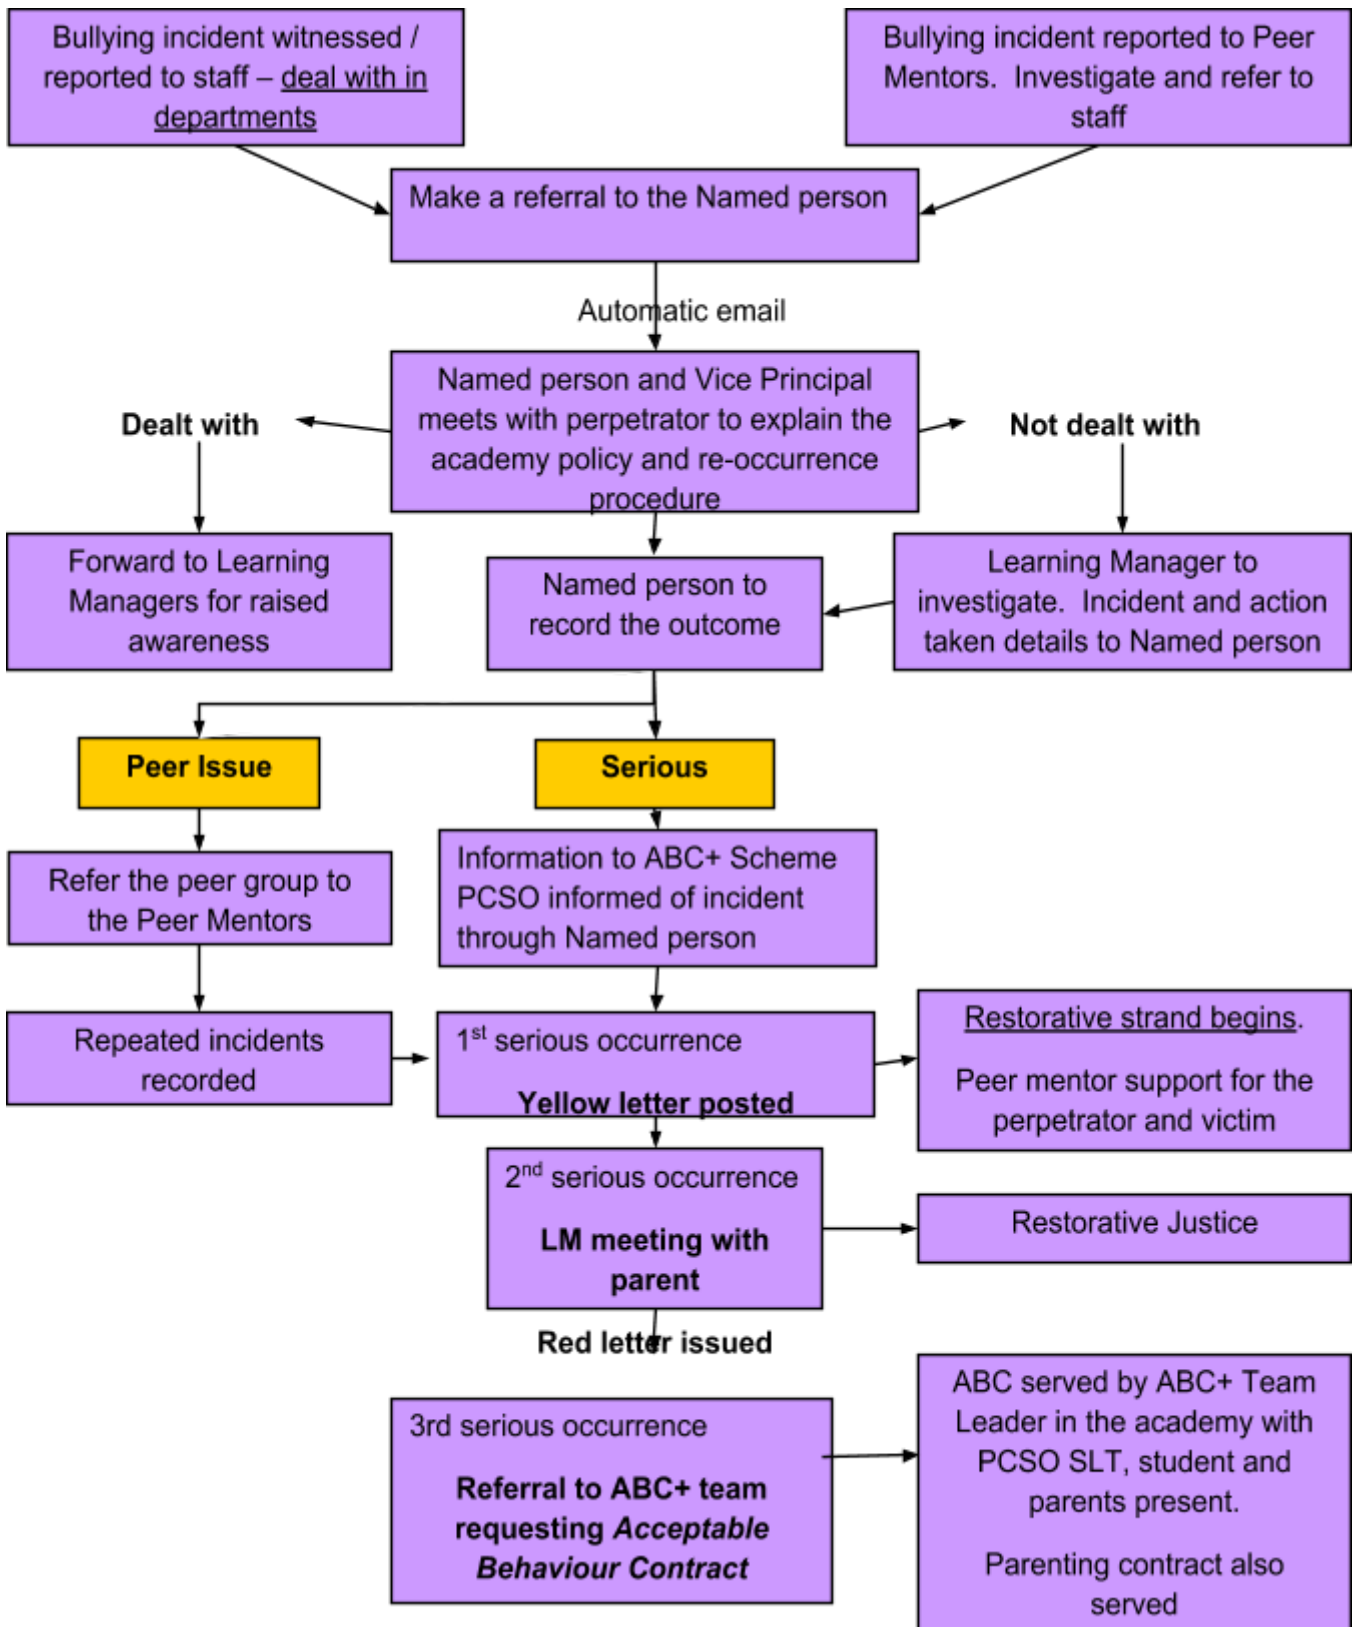 Bullying incident witnessed /
reported to staff – deal with in
departments
Bullying incident reported to Peer
Mentors.  Investigate and refer to
staff
Make a referral to the Named person
Automatic email
Named person and Vice Principal
meets with perpetrator to explain the
academy policy and re-occurrence
procedure
Dealt with
Not dealt with
Forward to Learning
Managers for raised
awareness
Named person to
record the outcome
Learning Manager to
investigate.  Incident and action
taken details to Named person
Peer Issue
Serious
Refer the peer group to
the Peer Mentors
Information to ABC+ Scheme
PCSO informed of incident
through Named person
Repeated incidents
recorded
1st serious occurrence
Yellow letter posted
Restorative strand begins.
Peer mentor support for the
perpetrator and victim
2nd serious occurrence
LM meeting with
parent
Restorative Justice
Red letter issued
3rd serious occurrence
Referral to ABC+ team
requesting Acceptable
Behaviour Contract
ABC served by ABC+ Team
Leader in the academy with
PCSO SLT, student and
parents present.
Parenting contract also
served